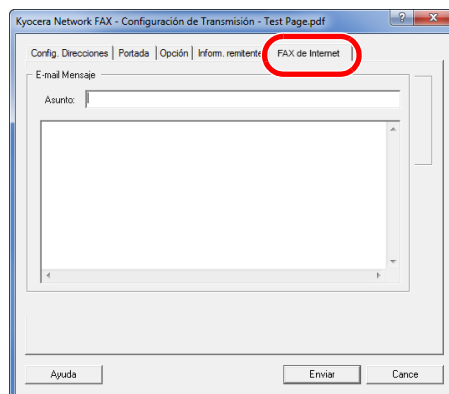 Kyocera Network FAX - Configuración de Transmisión - Test Page.pdf
Config. Direcciones Portada Opción Inform. remitente FAX de Internet
E-mail Mensaje
Asunto:
Ayuda Enviar Cance